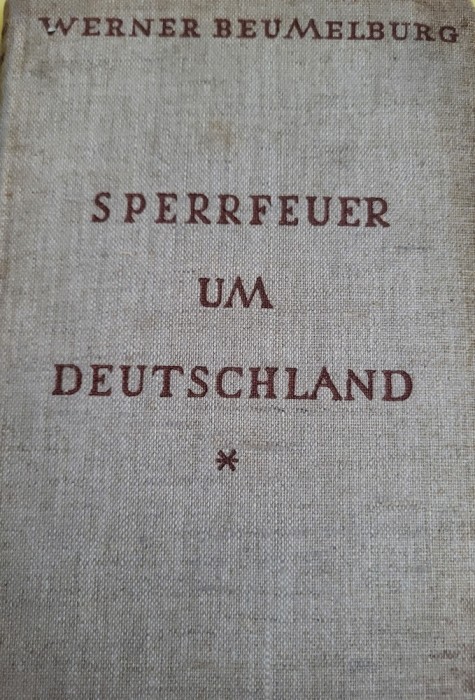 WERNER BEUMELBURG
SPERRFEUER
UM
DEUTSCHLAND
*